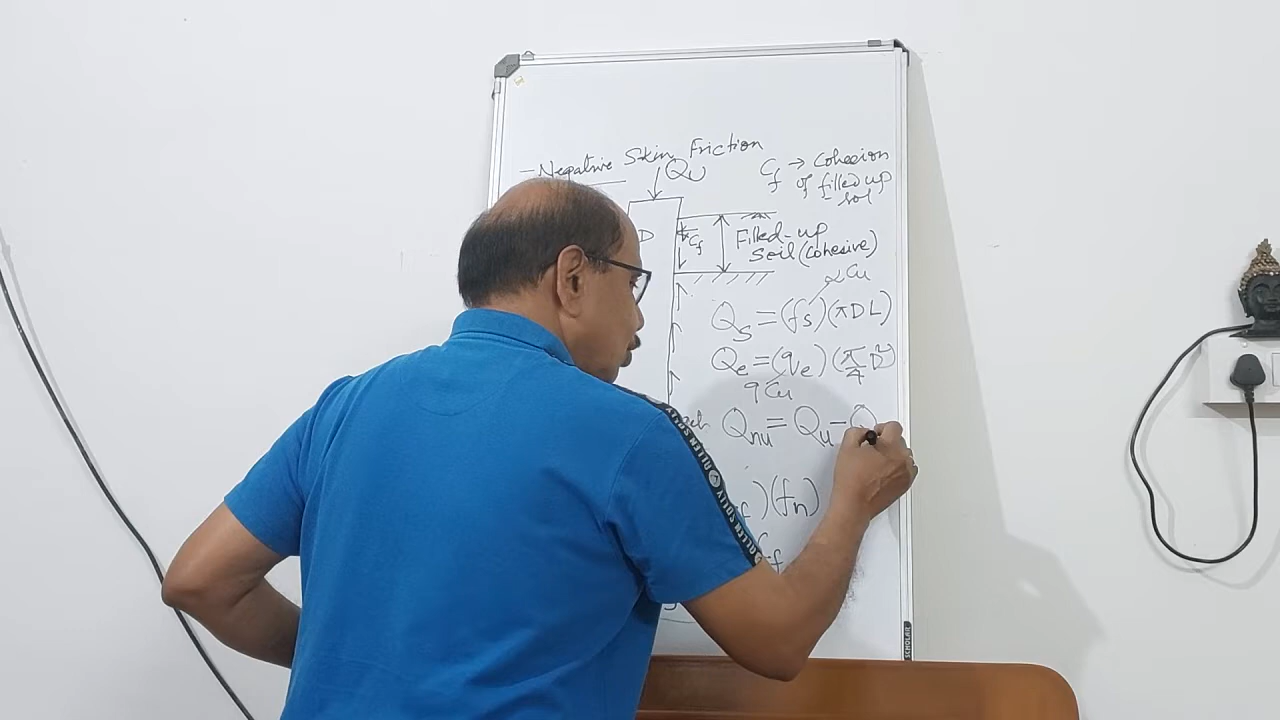 - Negative Skin Friction
Qu
Cf → Cohesion
of filled up
soil
D
Cf
Filled-up
Soil (Cohesive)
αCu
Qs = (fs)(πDL)
Qe = (qe)(π/4 D²)
9Cu
Qnu = Qu - Q
f)(fn)
SCHOLAR